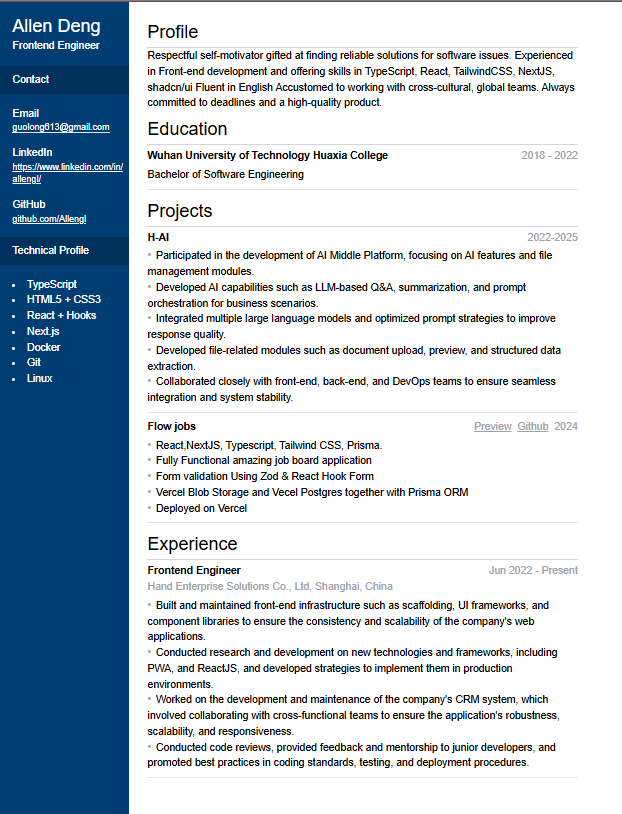 Allen Deng
Frontend Engineer
Contact
Email
guolong613@gmail.com
LinkedIn
https://www.linkedin.com/in/
allengl/
GitHub
github.com/Allengl
Technical Profile
• TypeScript
• HTML5 + CSS3
• React + Hooks
• Next.js
• Docker
• Git
• Linux
Profile
Respectful self-motivator gifted at finding reliable solutions for software issues. Experienced
in Front-end development and offering skills in TypeScript, React, TailwindCSS, NextJS,
shadcn/ui Fluent in English Accustomed to working with cross-cultural, global teams. Always
committed to deadlines and a high-quality product.
Education
Wuhan University of Technology Huaxia College 2018 - 2022
Bachelor of Software Engineering
Projects
H-AI 2022-2025
• Participated in the development of AI Middle Platform, focusing on AI features and file
management modules.
• Developed AI capabilities such as LLM-based Q&A, summarization, and prompt
orchestration for business scenarios.
• Integrated multiple large language models and optimized prompt strategies to improve
response quality.
• Developed file-related modules such as document upload, preview, and structured data
extraction.
• Collaborated closely with front-end, back-end, and DevOps teams to ensure seamless
integration and system stability.
Flow jobs Preview Github 2024
• React,NextJS, Typescript, Tailwind CSS, Prisma.
• Fully Functional amazing job board application
• Form validation Using Zod & React Hook Form
• Vercel Blob Storage and Vecel Postgres together with Prisma ORM
• Deployed on Vercel
Experience
Frontend Engineer Jun 2022 - Present
Hand Enterprise Solutions Co., Ltd, Shanghai, China
• Built and maintained front-end infrastructure such as scaffolding, UI frameworks, and
component libraries to ensure the consistency and scalability of the company's web
applications.
• Conducted research and development on new technologies and frameworks, including
PWA, and ReactJS, and developed strategies to implement them in production
environments.
• Worked on the development and maintenance of the company's CRM system, which
involved collaborating with cross-functional teams to ensure the application's robustness,
scalability, and responsiveness.
• Conducted code reviews, provided feedback and mentorship to junior developers, and
promoted best practices in coding standards, testing, and deployment procedures.